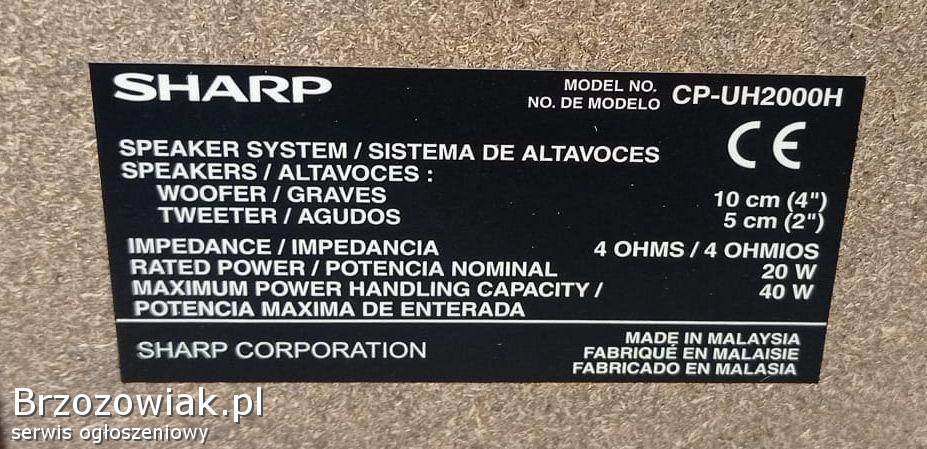 SHARP
MODEL NO.
NO. DE MODELO CP-UH2000H
CE
SPEAKER SYSTEM / SISTEMA DE ALTAVOCES
SPEAKERS / ALTAVOCES :
WOOFER / GRAVES 10 cm (4")
TWEETER / AGUDOS 5 cm (2")
IMPEDANCE / IMPEDANCIA 4 OHMS / 4 OHMIOS
RATED POWER / POTENCIA NOMINAL 20 W
MAXIMUM POWER HANDLING CAPACITY / 40 W
POTENCIA MAXIMA DE ENTERADA
SHARP CORPORATION
MADE IN MALAYSIA
FABRIQUÉ EN MALAISIE
FABRICADO EN MALASIA
Brzozowiak.pl
serwis ogłoszeniowy